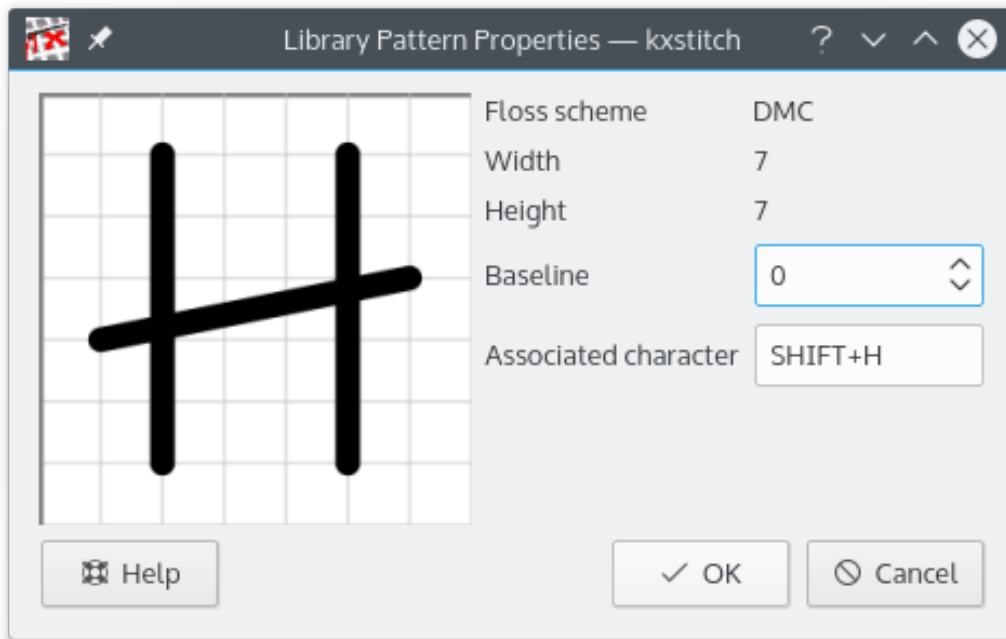 Library Pattern Properties — kxstitch
Floss scheme DMC
Width 7
Height 7
Baseline 0
Associated character SHIFT+H
Help OK Cancel